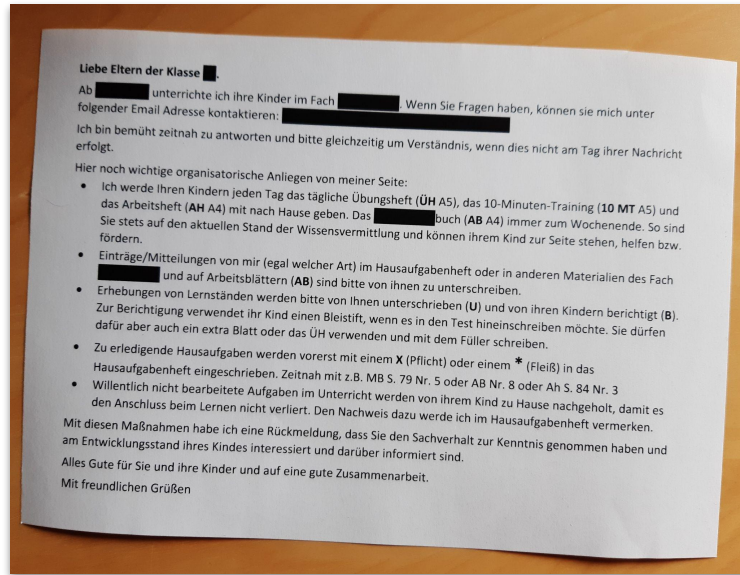 Liebe Eltern der Klasse .
Ab unterrichte ich ihre Kinder im Fach . Wenn Sie Fragen haben, können sie mich unter
folgender Email Adresse kontaktieren:
Ich bin bemüht zeitnah zu antworten und bitte gleichzeitig um Verständnis, wenn dies nicht am Tag ihrer Nachricht
erfolgt.
Hier noch wichtige organisatorische Anliegen von meiner Seite:
• Ich werde Ihren Kindern jeden Tag das tägliche Übungsheft (ÜH A5), das 10-Minuten-Training (10 MT A5) und
das Arbeitsheft (AH A4) mit nach Hause geben. Das buch (AB A4) immer zum Wochenende. So sind
Sie stets auf den aktuellen Stand der Wissensvermittlung und können ihrem Kind zur Seite stehen, helfen bzw.
fördern.
• Einträge/Mitteilungen von mir (egal welcher Art) im Hausaufgabenheft oder in anderen Materialien des Fach
und auf Arbeitsblättern (AB) sind bitte von ihnen zu unterschreiben.
• Erhebungen von Lernständen werden bitte von Ihnen unterschrieben (U) und von ihren Kindern berichtigt (B).
Zur Berichtigung verwendet ihr Kind einen Bleistift, wenn es in den Test hineinschreiben möchte. Sie dürfen
dafür aber auch ein extra Blatt oder das ÜH verwenden und mit dem Füller schreiben.
• Zu erledigende Hausaufgaben werden vorerst mit einem X (Pflicht) oder einem * (Fleiß) in das
Hausaufgabenheft eingeschrieben. Zeitnah mit z.B. MB S. 79 Nr. 5 oder AB Nr. 8 oder Ah S. 84 Nr. 3
• Willentlich nicht bearbeitete Aufgaben im Unterricht werden von ihrem Kind zu Hause nachgeholt, damit es
den Anschluss beim Lernen nicht verliert. Den Nachweis dazu werde ich im Hausaufgabenheft vermerken.
Mit diesen Maßnahmen habe ich eine Rückmeldung, dass Sie den Sachverhalt zur Kenntnis genommen haben und
am Entwicklungsstand ihres Kindes interessiert und darüber informiert sind.
Alles Gute für Sie und ihre Kinder und auf eine gute Zusammenarbeit.
Mit freundlichen Grüßen